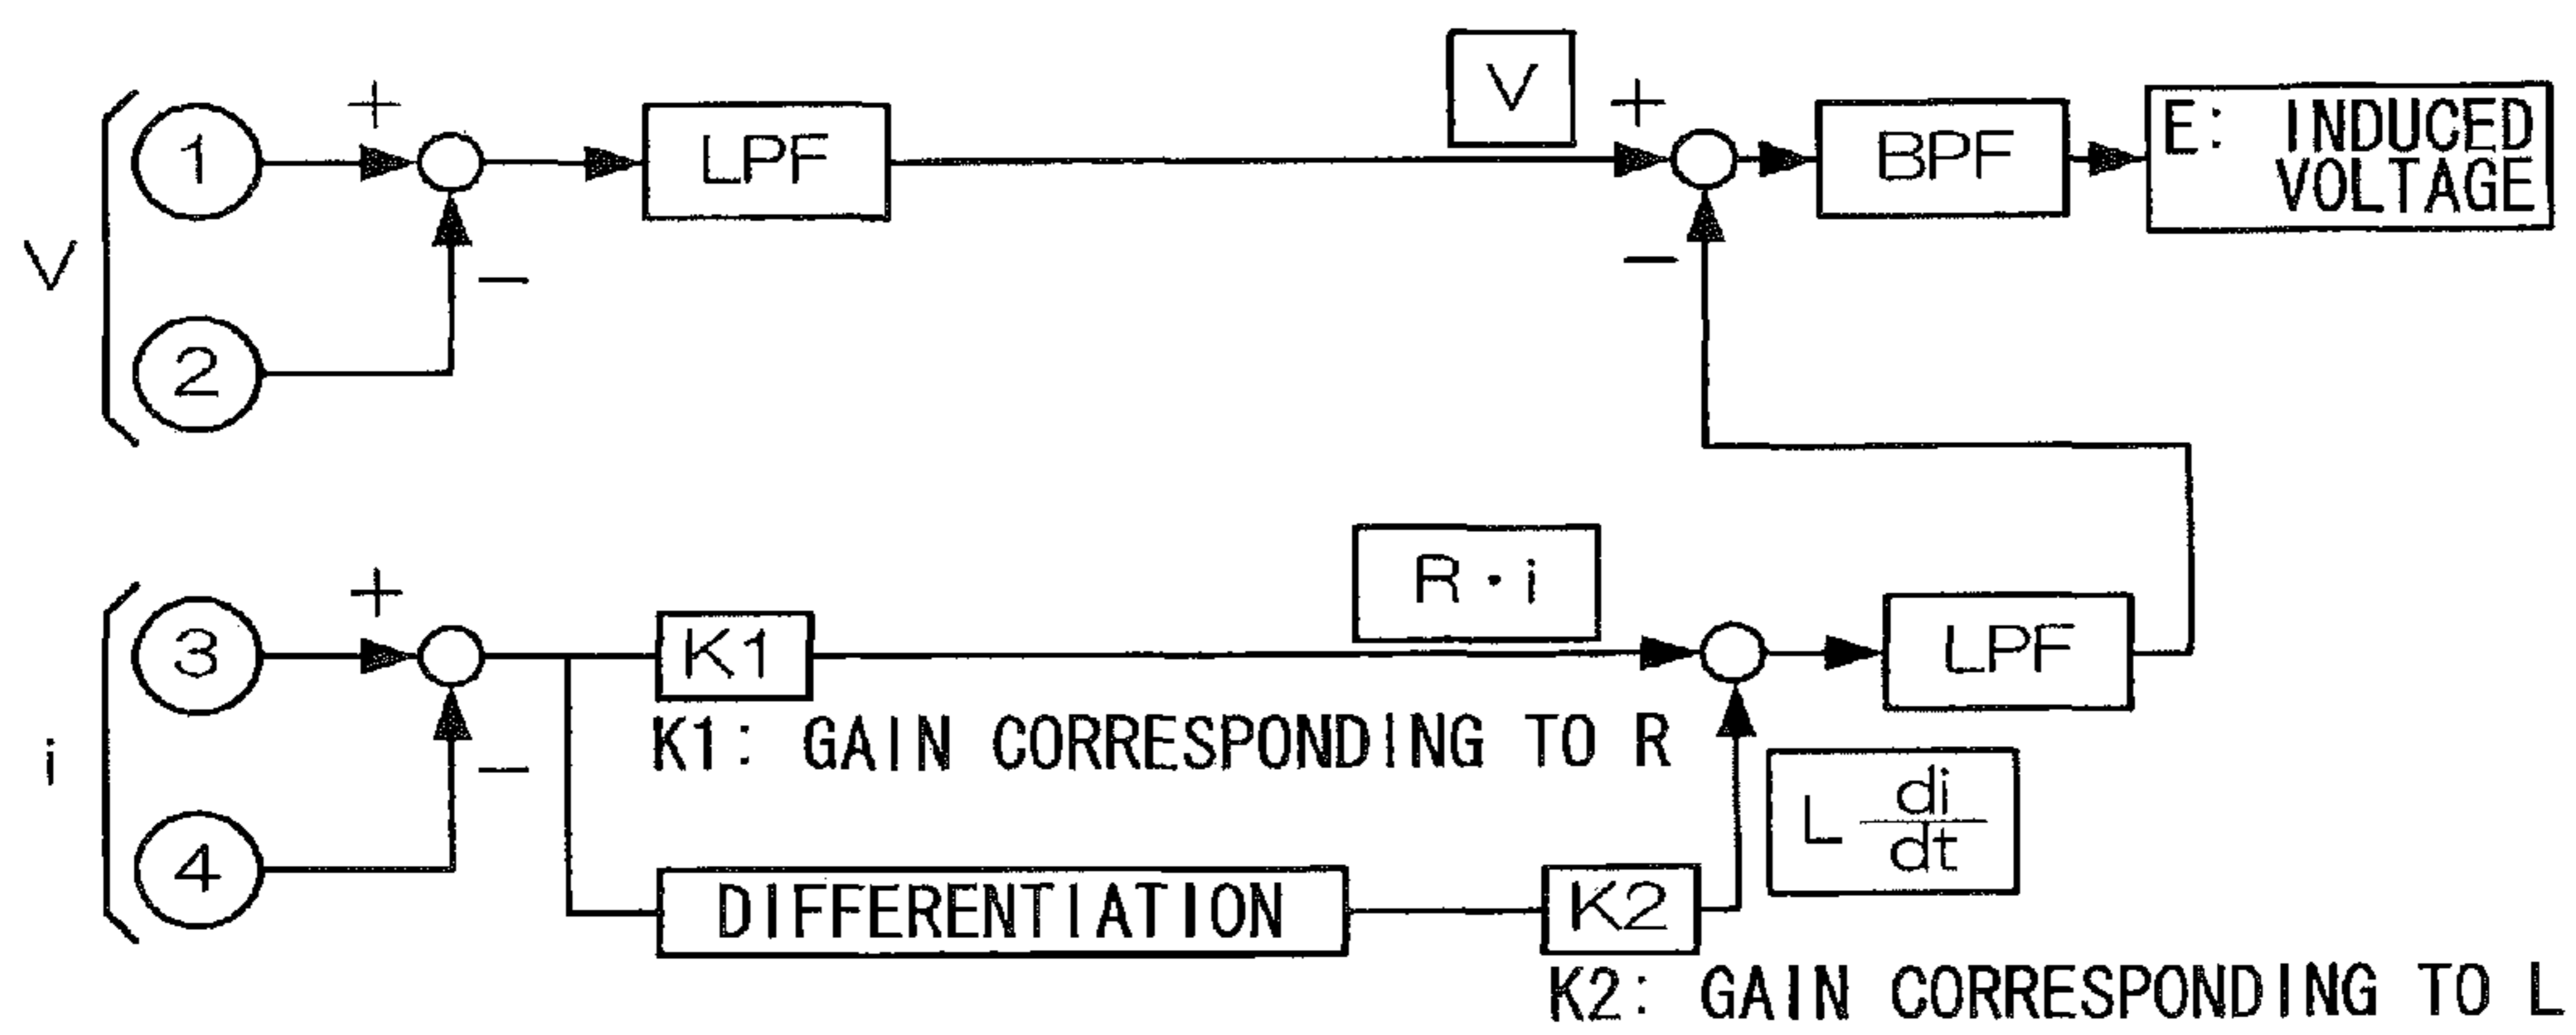 V
+
1
LPF
V
+
BPF
E: INDUCED
VOLTAGE
−
−
2
R・i
i
+
3
K1
LPF
K1: GAIN CORRESPONDING TO R
−
L di/dt
4
DIFFERENTIATION
K2
K2: GAIN CORRESPONDING TO L